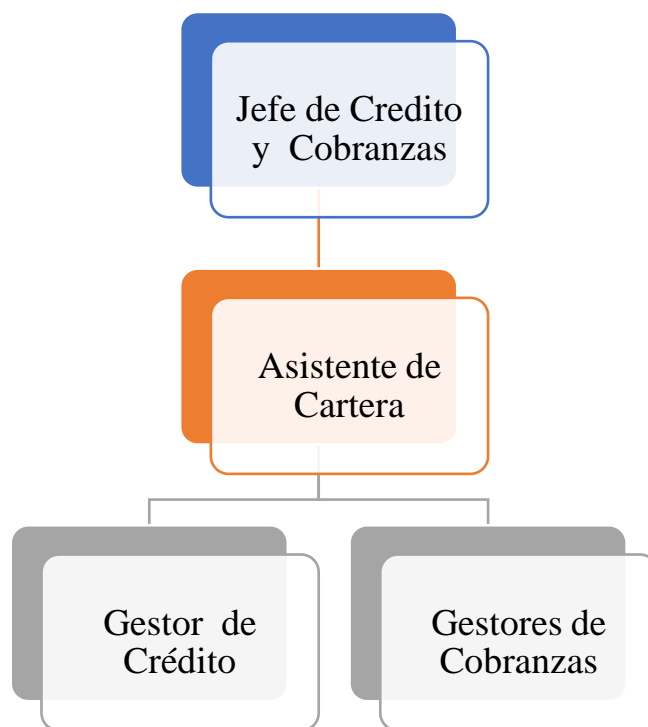 Jefe de Credito
y Cobranzas
Asistente de
Cartera
Gestor de
Crédito
Gestores de
Cobranzas